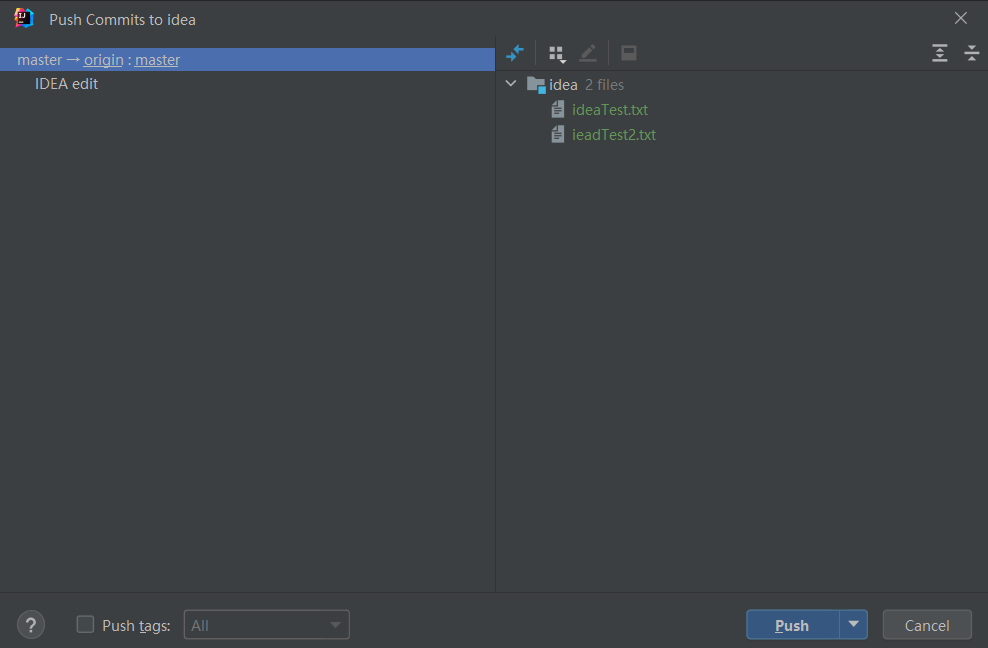 Push Commits to idea
master → origin : master
IDEA edit
idea 2 files
ideaTest.txt
ieadTest2.txt
? Push tags: All Push Cancel